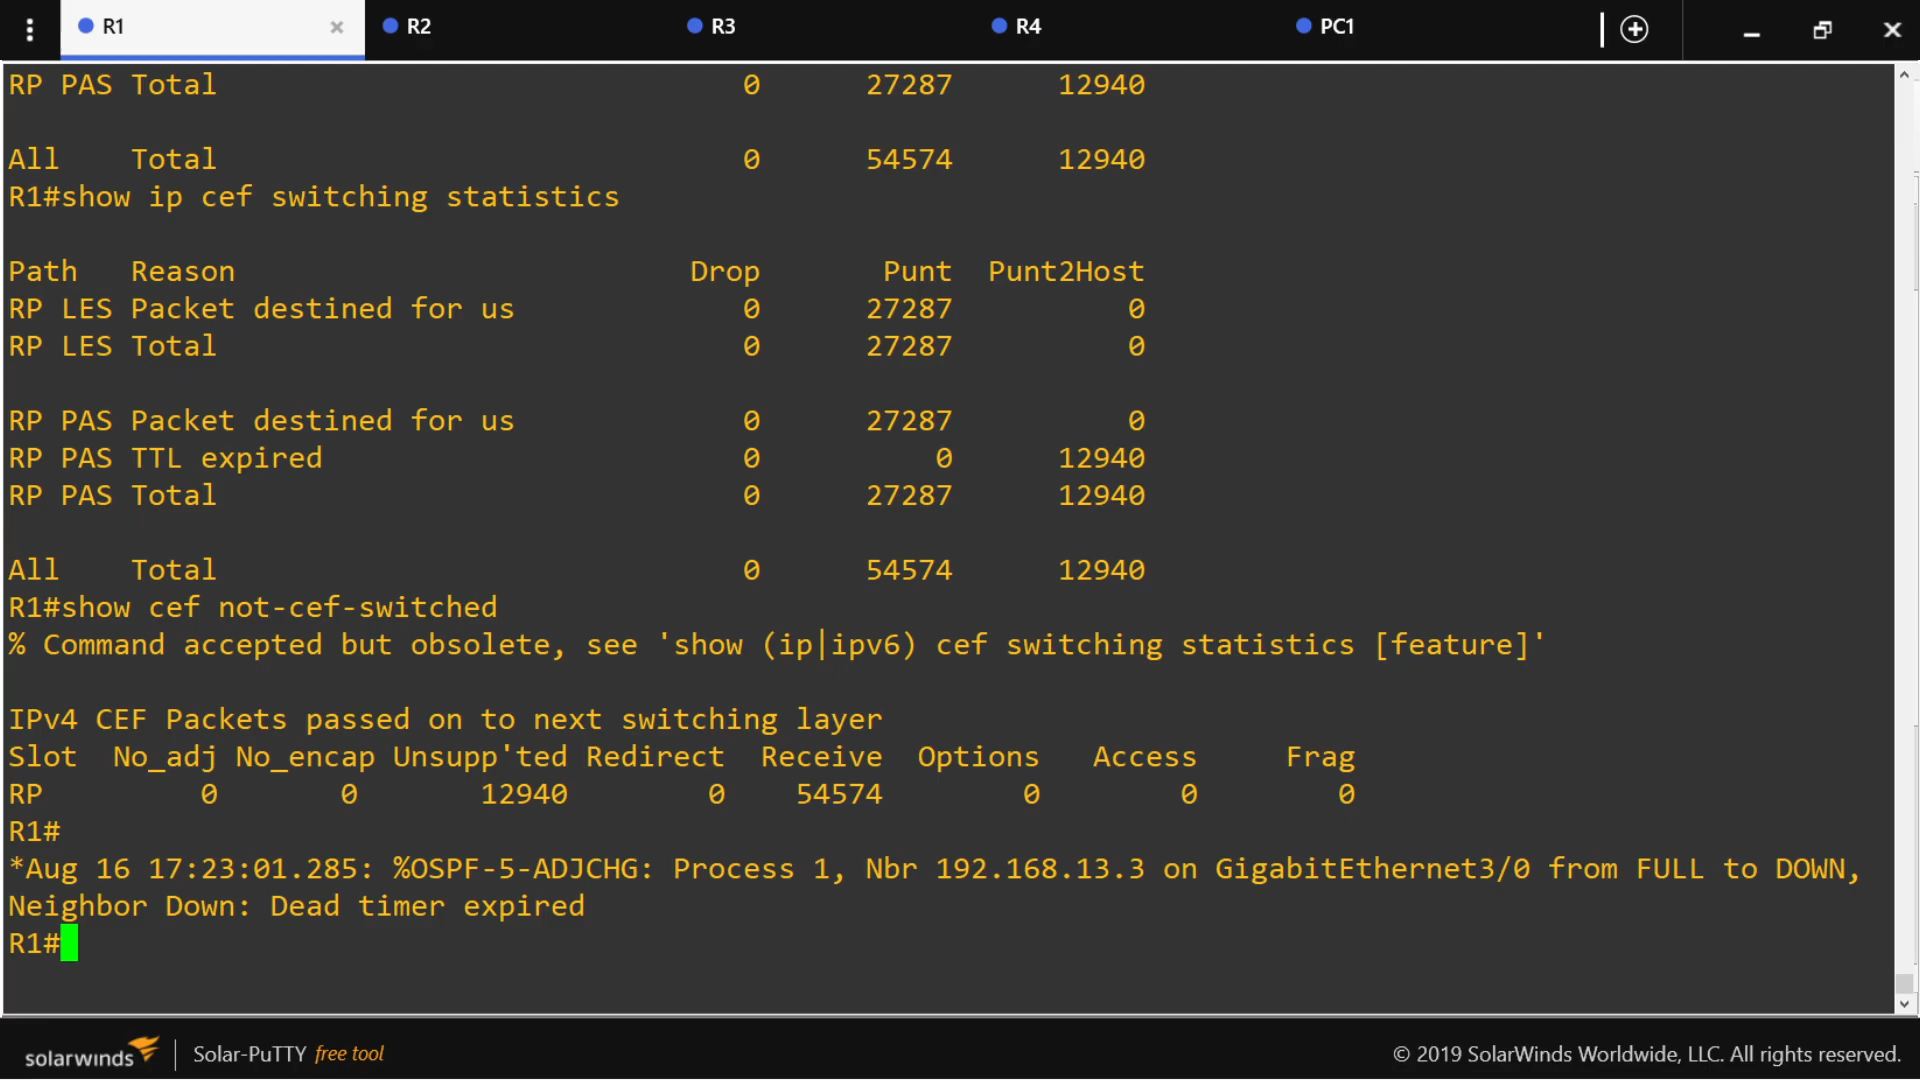 R1 R2 R3 R4 PC1
RP PAS Total 0 27287 12940
All Total 0 54574 12940
R1#show ip cef switching statistics
Path Reason Drop Punt Punt2Host
RP LES Packet destined for us 0 27287 0
RP LES Total 0 27287 0
RP PAS Packet destined for us 0 27287 0
RP PAS TTL expired 0 0 12940
RP PAS Total 0 27287 12940
All Total 0 54574 12940
R1#show cef not-cef-switched
% Command accepted but obsolete, see 'show (ip|ipv6) cef switching statistics [feature]'
IPv4 CEF Packets passed on to next switching layer
Slot No_adj No_encap Unsupp'ted Redirect Receive Options Access Frag
RP 0 0 12940 0 54574 0 0 0
R1#
*Aug 16 17:23:01.285: %OSPF-5-ADJCHG: Process 1, Nbr 192.168.13.3 on GigabitEthernet3/0 from FULL to DOWN,
Neighbor Down: Dead timer expired
R1#
solarwinds Solar-PuTTY free tool © 2019 SolarWinds Worldwide, LLC. All rights reserved.